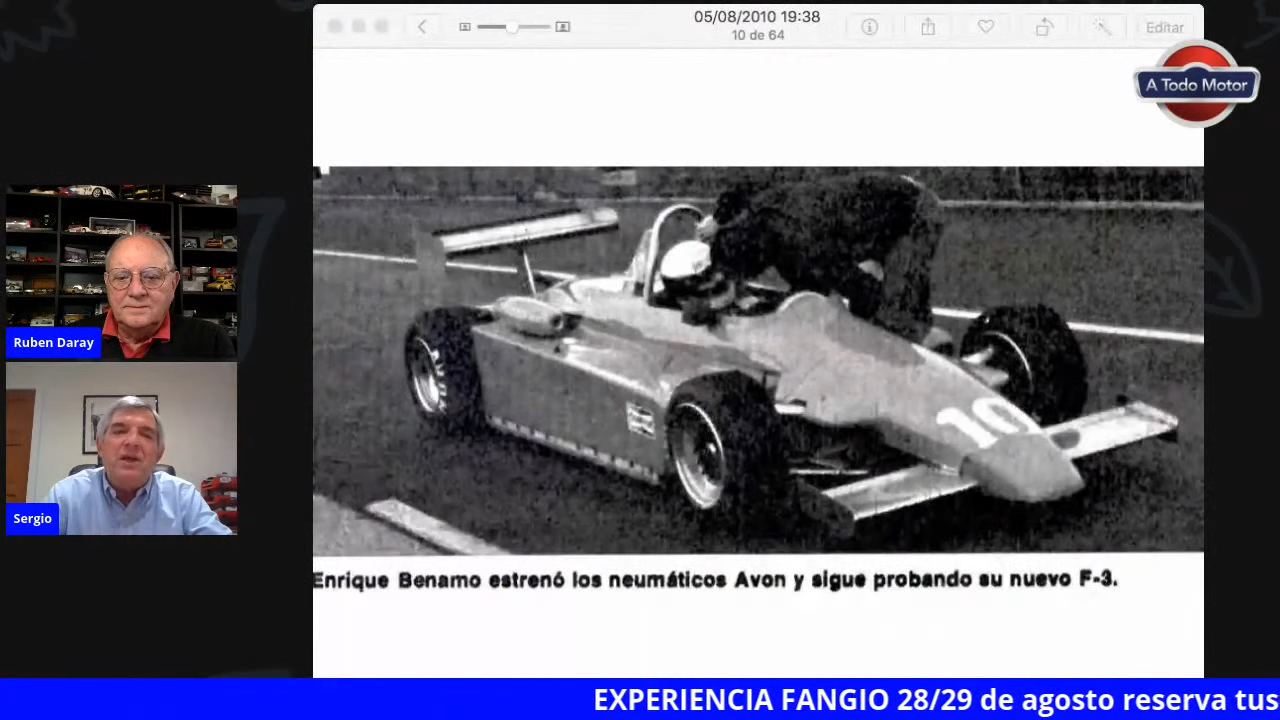 05/08/2010 19:38
10 de 64
Editar
A Todo Motor
Ruben Daray
Sergio
10
AVON
Enrique Benamo estrenó los neumáticos Avon y sigue probando su nuevo F-3.
EXPERIENCIA FANGIO 28/29 de agosto reserva tus